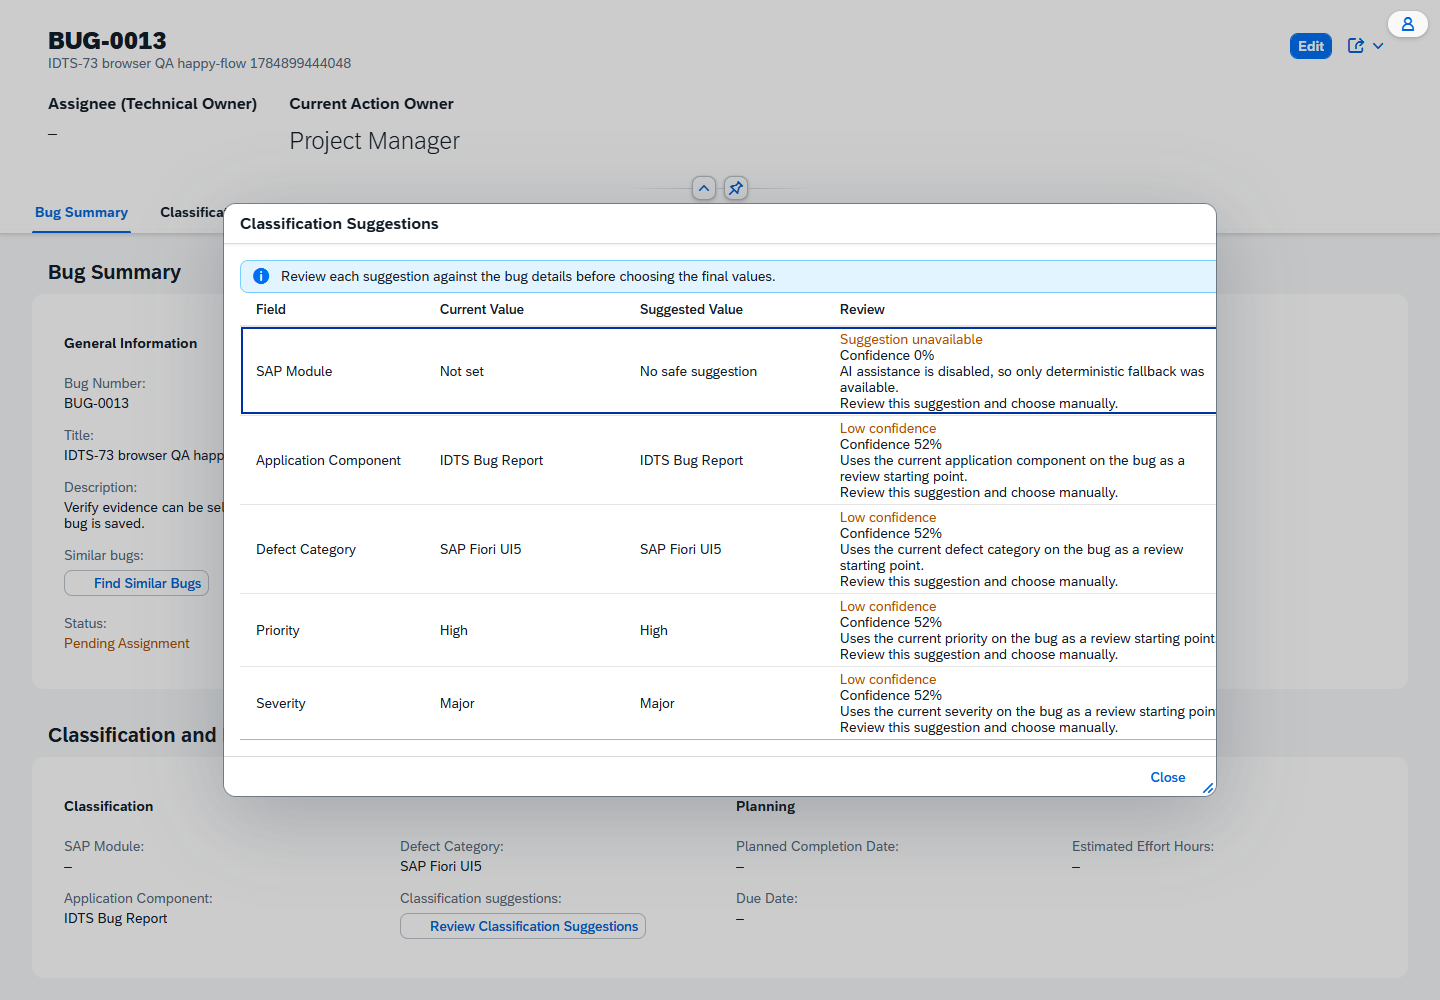 BUG-0013
IDTS-73 browser QA happy-flow 1784899444048
Edit
Assignee (Technical Owner)
–
Current Action Owner
Project Manager
Bug Summary
Classifica
Bug Summary
General Information
Bug Number:
BUG-0013
Title:
IDTS-73 browser QA happ
Description:
Verify evidence can be sel
bug is saved.
Similar bugs:
Find Similar Bugs
Status:
Pending Assignment
Classification Suggestions
Review each suggestion against the bug details before choosing the final values.
Field Current Value Suggested Value Review
SAP Module Not set No safe suggestion
Suggestion unavailable
Confidence 0%
AI assistance is disabled, so only deterministic fallback was
available.
Review this suggestion and choose manually.
Application Component IDTS Bug Report IDTS Bug Report
Low confidence
Confidence 52%
Uses the current application component on the bug as a
review starting point.
Review this suggestion and choose manually.
Defect Category SAP Fiori UI5 SAP Fiori UI5
Low confidence
Confidence 52%
Uses the current defect category on the bug as a review
starting point.
Review this suggestion and choose manually.
Priority High High
Low confidence
Confidence 52%
Uses the current priority on the bug as a review starting point
Review this suggestion and choose manually.
Severity Major Major
Low confidence
Confidence 52%
Uses the current severity on the bug as a review starting poin
Review this suggestion and choose manually.
Close
Classification and
Classification
SAP Module:
–
Application Component:
IDTS Bug Report
Defect Category:
SAP Fiori UI5
Classification suggestions:
Review Classification Suggestions
Planning
Planned Completion Date:
–
Due Date:
–
Estimated Effort Hours:
–